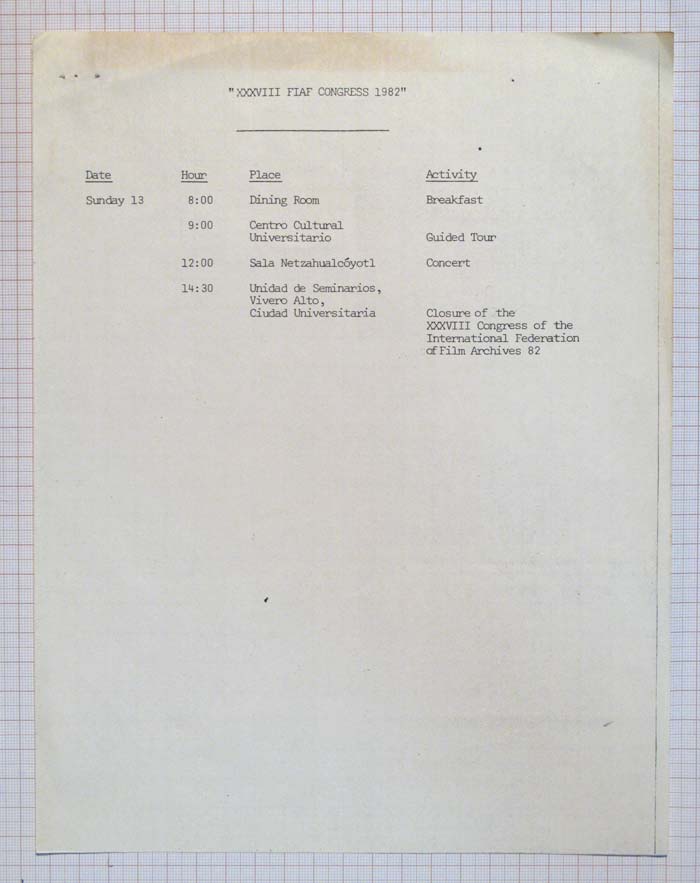 "XXXVIII FIAF CONGRESS 1982"
Date Hour Place Activity
Sunday 13 8:00 Dining Room Breakfast
9:00 Centro Cultural
Universitario Guided Tour
12:00 Sala Netzahualcóyotl Concert
14:30 Unidad de Seminarios,
Vivero Alto,
Ciudad Universitaria Closure of the
XXXVIII Congress of the
International Federation
of Film Archives 82